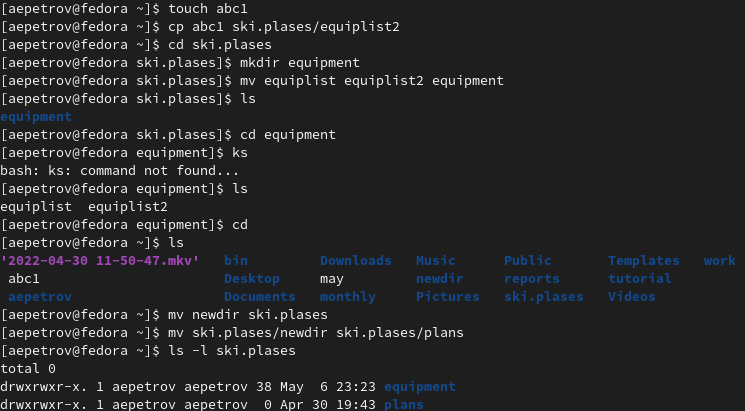 [aepetrov@fedora ~]$ touch abc1
[aepetrov@fedora ~]$ cp abc1 ski.plases/equiplist2
[aepetrov@fedora ~]$ cd ski.plases
[aepetrov@fedora ski.plases]$ mkdir equipment
[aepetrov@fedora ski.plases]$ mv equiplist equiplist2 equipment
[aepetrov@fedora ski.plases]$ ls
equipment
[aepetrov@fedora ski.plases]$ cd equipment
[aepetrov@fedora equipment]$ ks
bash: ks: command not found...
[aepetrov@fedora equipment]$ ls
equiplist  equiplist2
[aepetrov@fedora equipment]$ cd
[aepetrov@fedora ~]$ ls
'2022-04-30 11-50-47.mkv'   bin         Downloads   Music      Public       Templates   work
 abc1                       Desktop     may         newdir     reports      tutorial
 aepetrov                   Documents   monthly     Pictures   ski.plases   Videos
[aepetrov@fedora ~]$ mv newdir ski.plases
[aepetrov@fedora ~]$ mv ski.plases/newdir ski.plases/plans
[aepetrov@fedora ~]$ ls -l ski.plases
total 0
drwxrwxr-x. 1 aepetrov aepetrov 38 May  6 23:23 equipment
drwxrwxr-x. 1 aepetrov aepetrov  0 Apr 30 19:43 plans